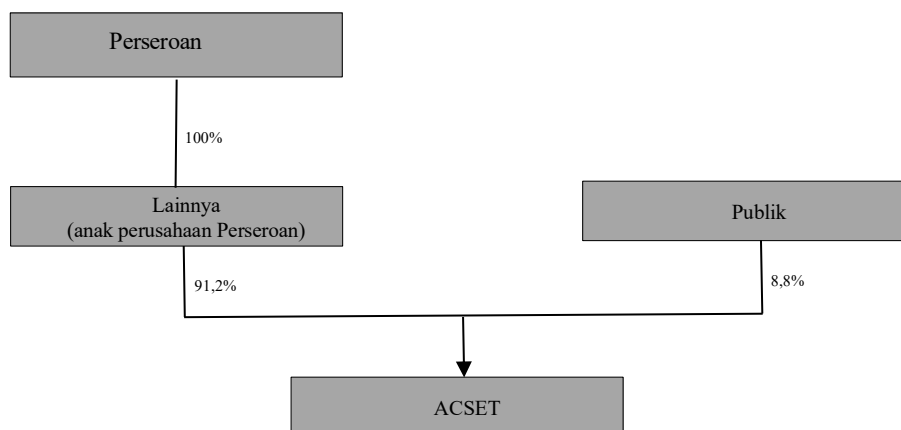 Perseroan
100%
Lainnya
(anak perusahaan Perseroan)
Publik
91,2%
8,8%
ACSET